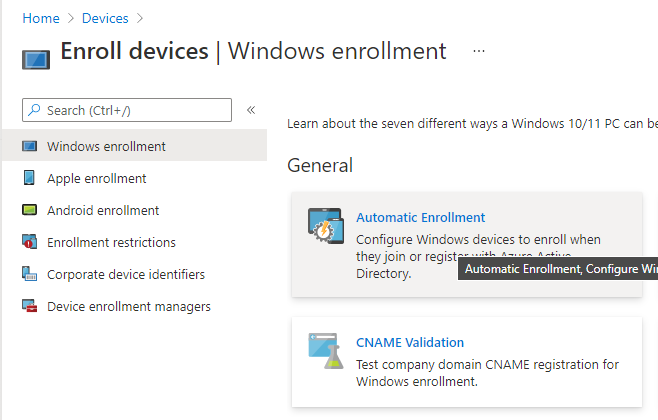 Home > Devices >
Enroll devices | Windows enrollment ...
Search (Ctrl+/) «
Windows enrollment
Apple enrollment
Android enrollment
Enrollment restrictions
Corporate device identifiers
Device enrollment managers
Learn about the seven different ways a Windows 10/11 PC can be
General
Automatic Enrollment
Configure Windows devices to enroll when
they join or register with Azure Active
Directory.
Automatic Enrollment, Configure Wi
CNAME Validation
Test company domain CNAME registration for
Windows enrollment.